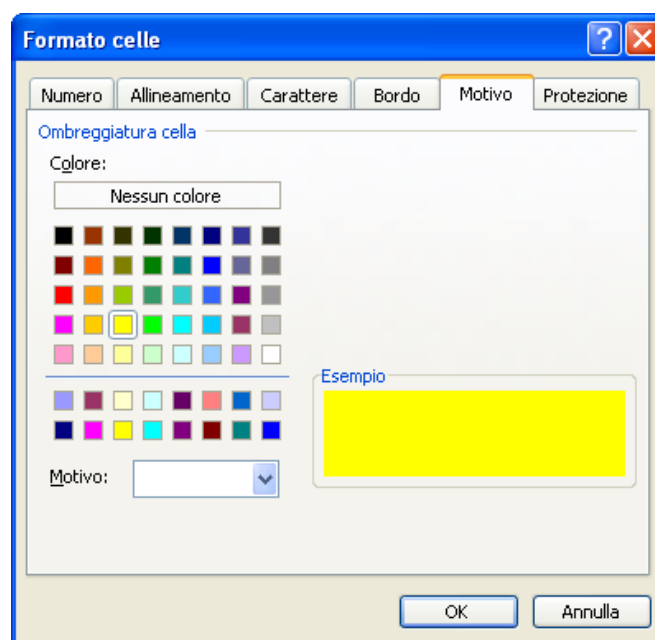 Formato celle
Numero Allineamento Carattere Bordo Motivo Protezione
Ombreggiatura cella
Colore:
Nessun colore
Esempio
Motivo:
OK Annulla